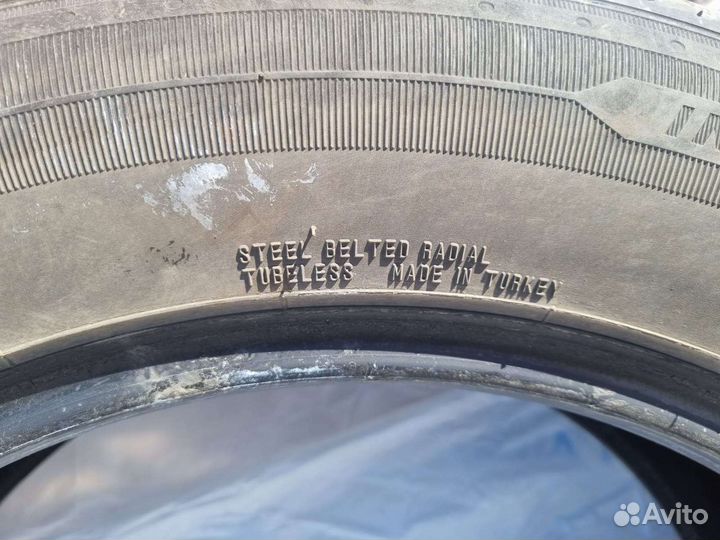 STEEL BELTED RADIAL
TUBELESS MADE IN TURKEY
Avito